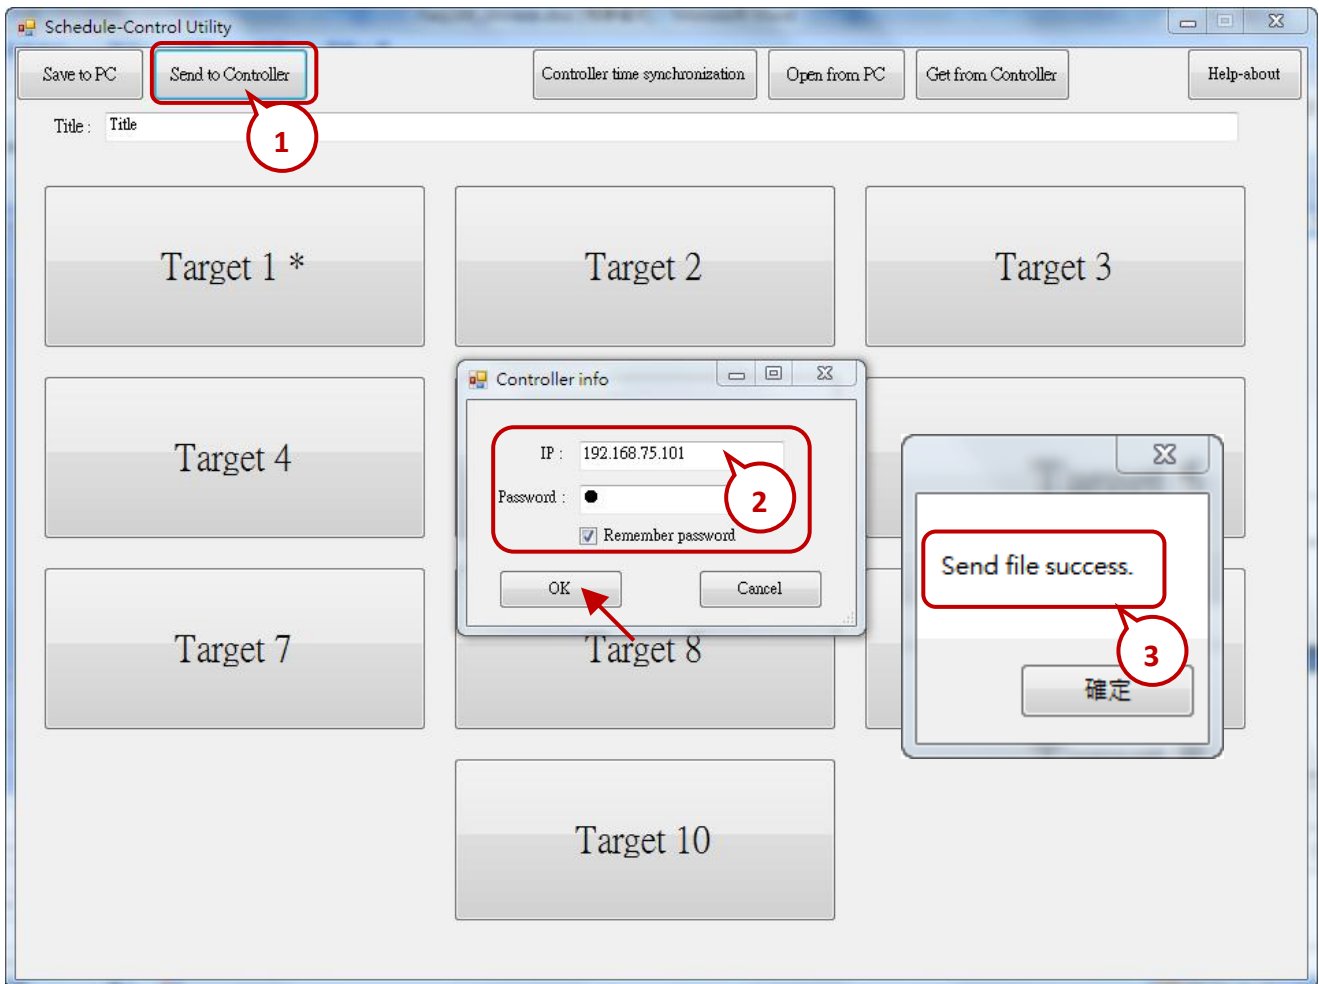 Schedule-Control Utility
Save to PC
Send to Controller
Controller time synchronization
Open from PC
Get from Controller
Help-about
Title : Title
1
Target 1 *
Target 2
Target 3
Controller info
Target 4
IP : 192.168.75.101
Password : ●
2
Remember password
Send file success.
OK
Cancel
Target 7
Target 8
3
確定
Target 10